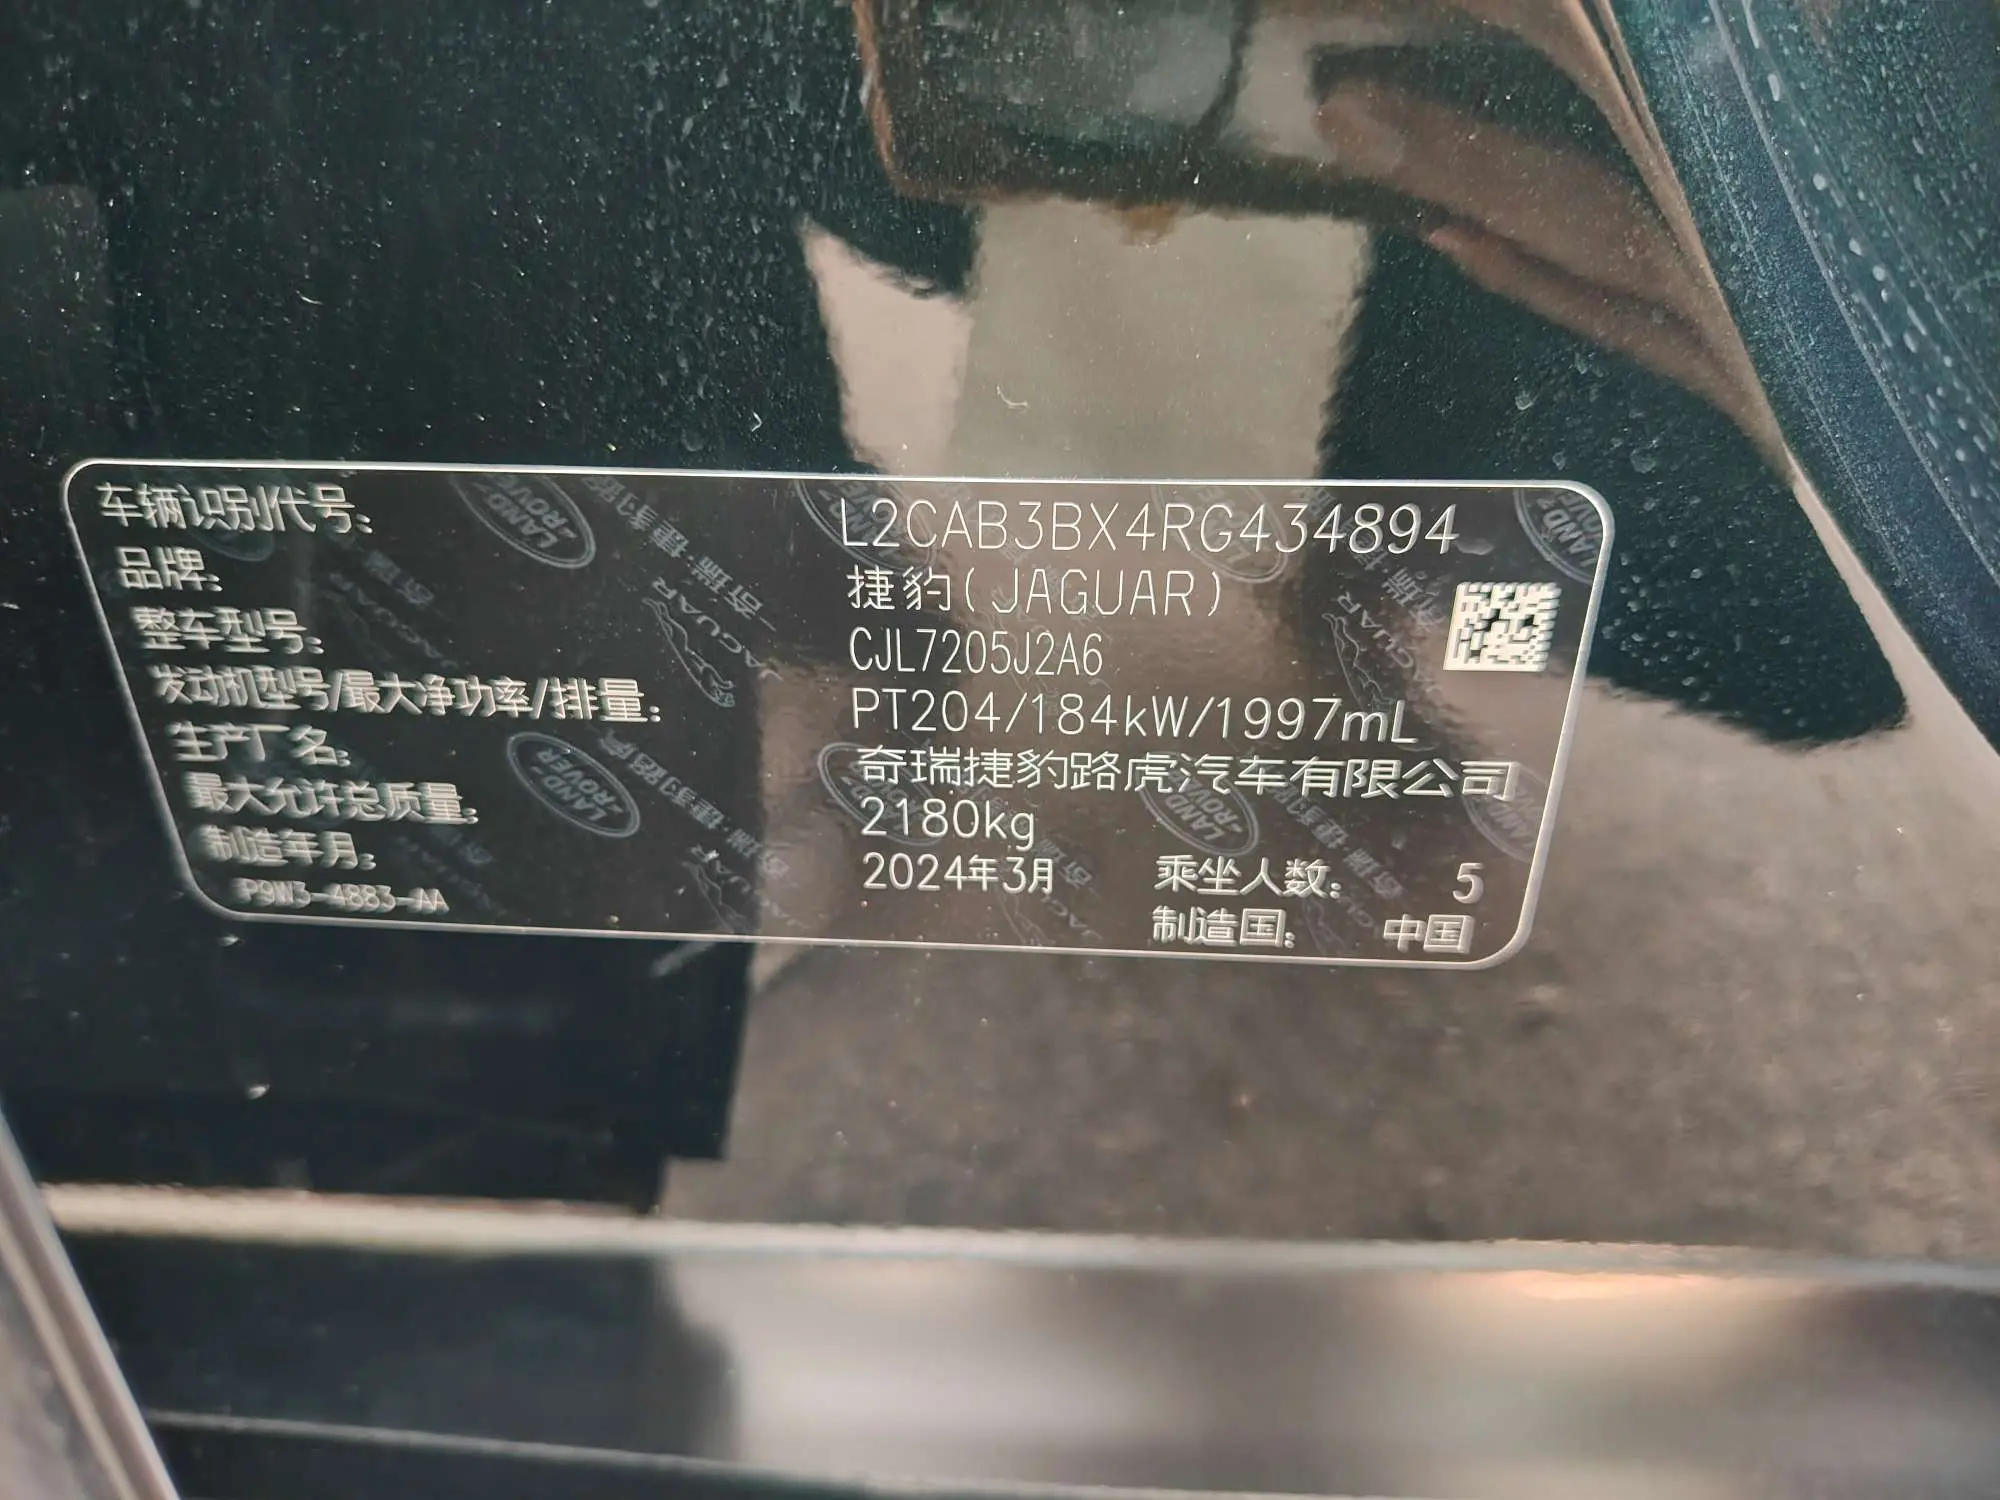 车辆识别代号: L2CAB3BX4RG434894
品牌: 捷豹(JAGUAR)
整车型号: CJL7205J2A6
发动机型号/最大净功率/排量: PT204/184kW/1997mL
生产厂名: 奇瑞捷豹路虎汽车有限公司
最大允许总质量: 2180kg
制造年月: 2024年3月 乘坐人数: 5
P9W3-4883-AA 制造国: 中国